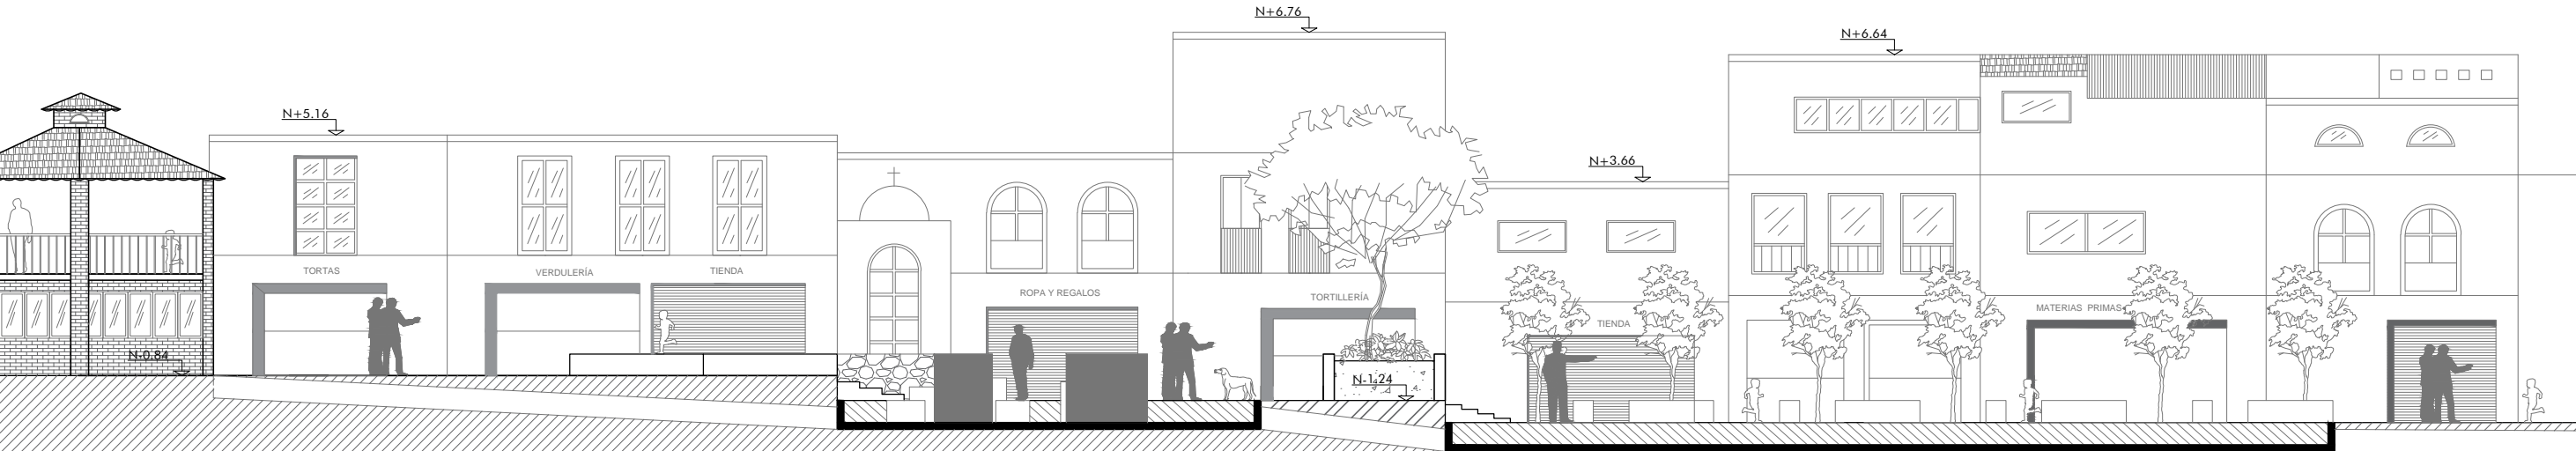 N+6.76
N+6.64
N+5.16
N+3.66
TORTAS
VERDULERÍA
TIENDA
ROPA Y REGALOS
TORTILLERÍA
TIENDA
MATERIAS PRIMAS
N-0.84
N-1.24